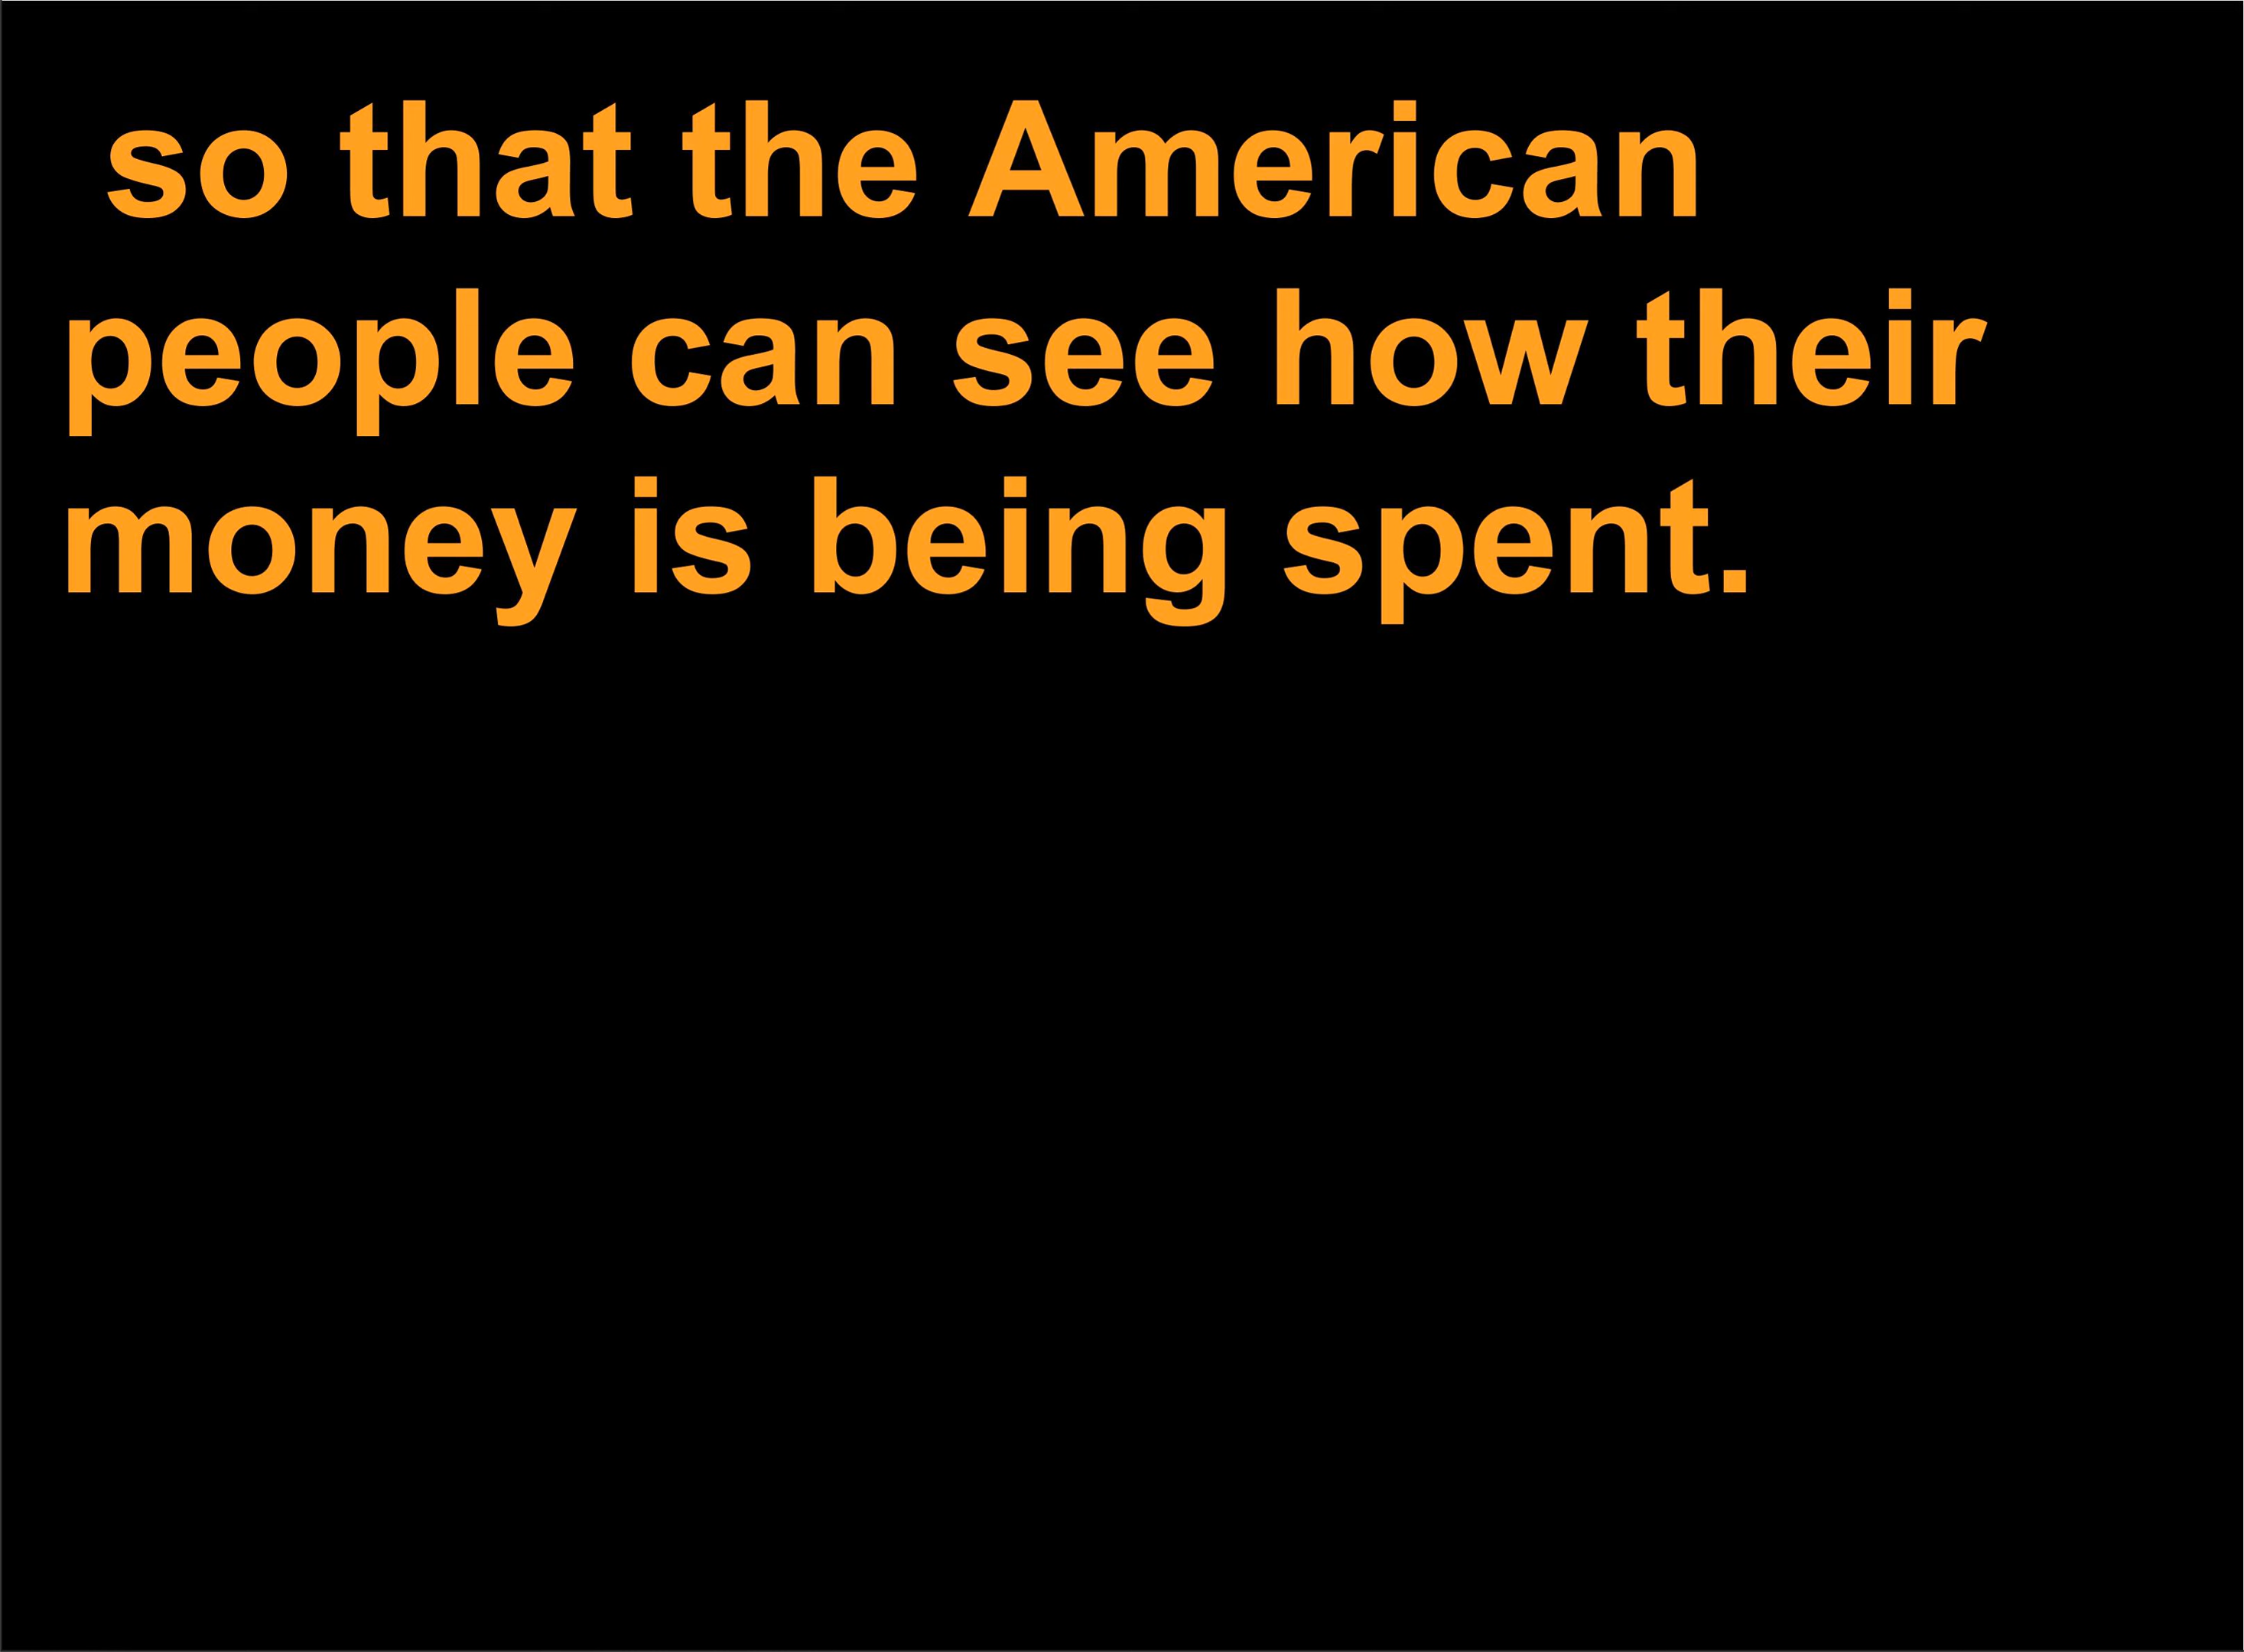 so that the American
people can see how their
money is being spent.